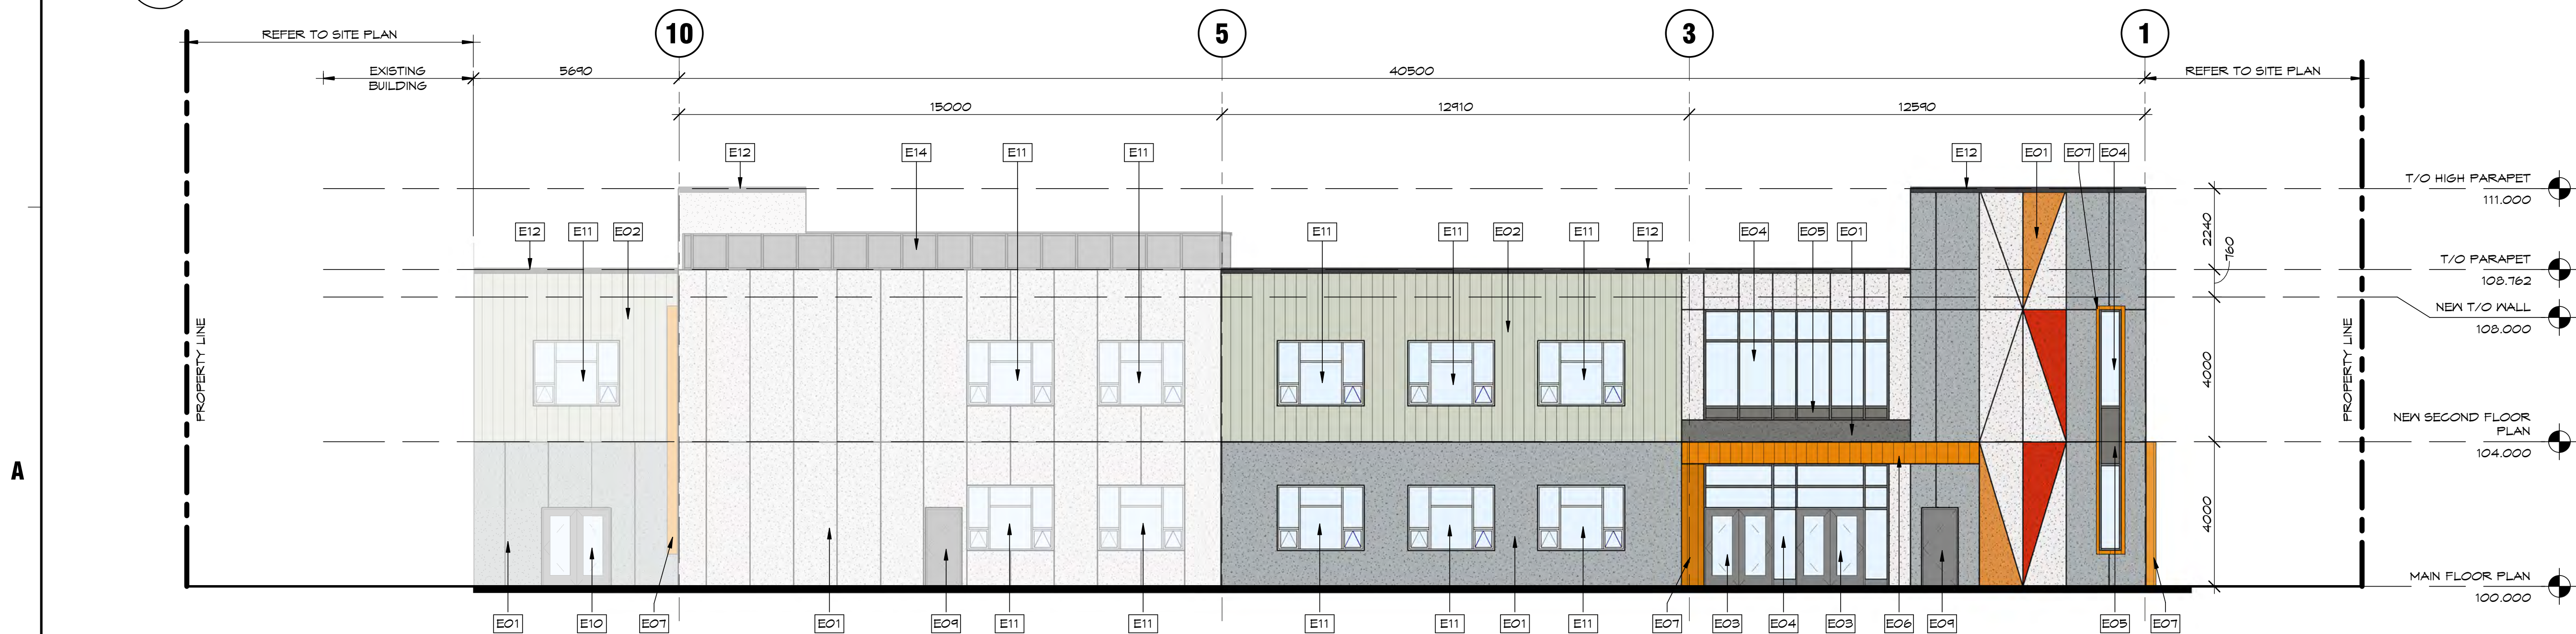 10
5
3
1
REFER TO SITE PLAN
EXISTING
BUILDING
5690
40500
REFER TO SITE PLAN
15000
12910
12590
E12
E14
E11
E11
E12
E01
E07
E04
T/O HIGH PARAPET
111.000
E12
E11
E02
E11
E11
E02
E11
E12
E04
E05
E01
2240
760
T/O PARAPET
108.762
NEW T/O WALL
108.000
PROPERTY LINE
PROPERTY LINE
4000
NEW SECOND FLOOR
PLAN
104.000
A
4000
MAIN FLOOR PLAN
100.000
E01
E10
E07
E01
E09
E11
E11
E11
E11
E01
E11
E07
E03
E04
E03
E06
E09
E05
E07